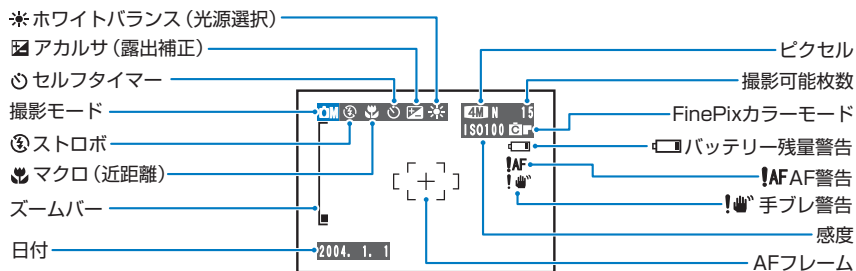 ホワイトバランス（光源選択）
アカルサ（露出補正）
セルフタイマー
撮影モード
ストロボ
マクロ（近距離）
ズームバー
日付
M
4M N 15
ISO100 C
!AF
!
2004. 1. 1
ピクセル
撮影可能枚数
FinePixカラーモード
バッテリー残量警告
!AF AF警告
! 手ブレ警告
感度
AFフレーム